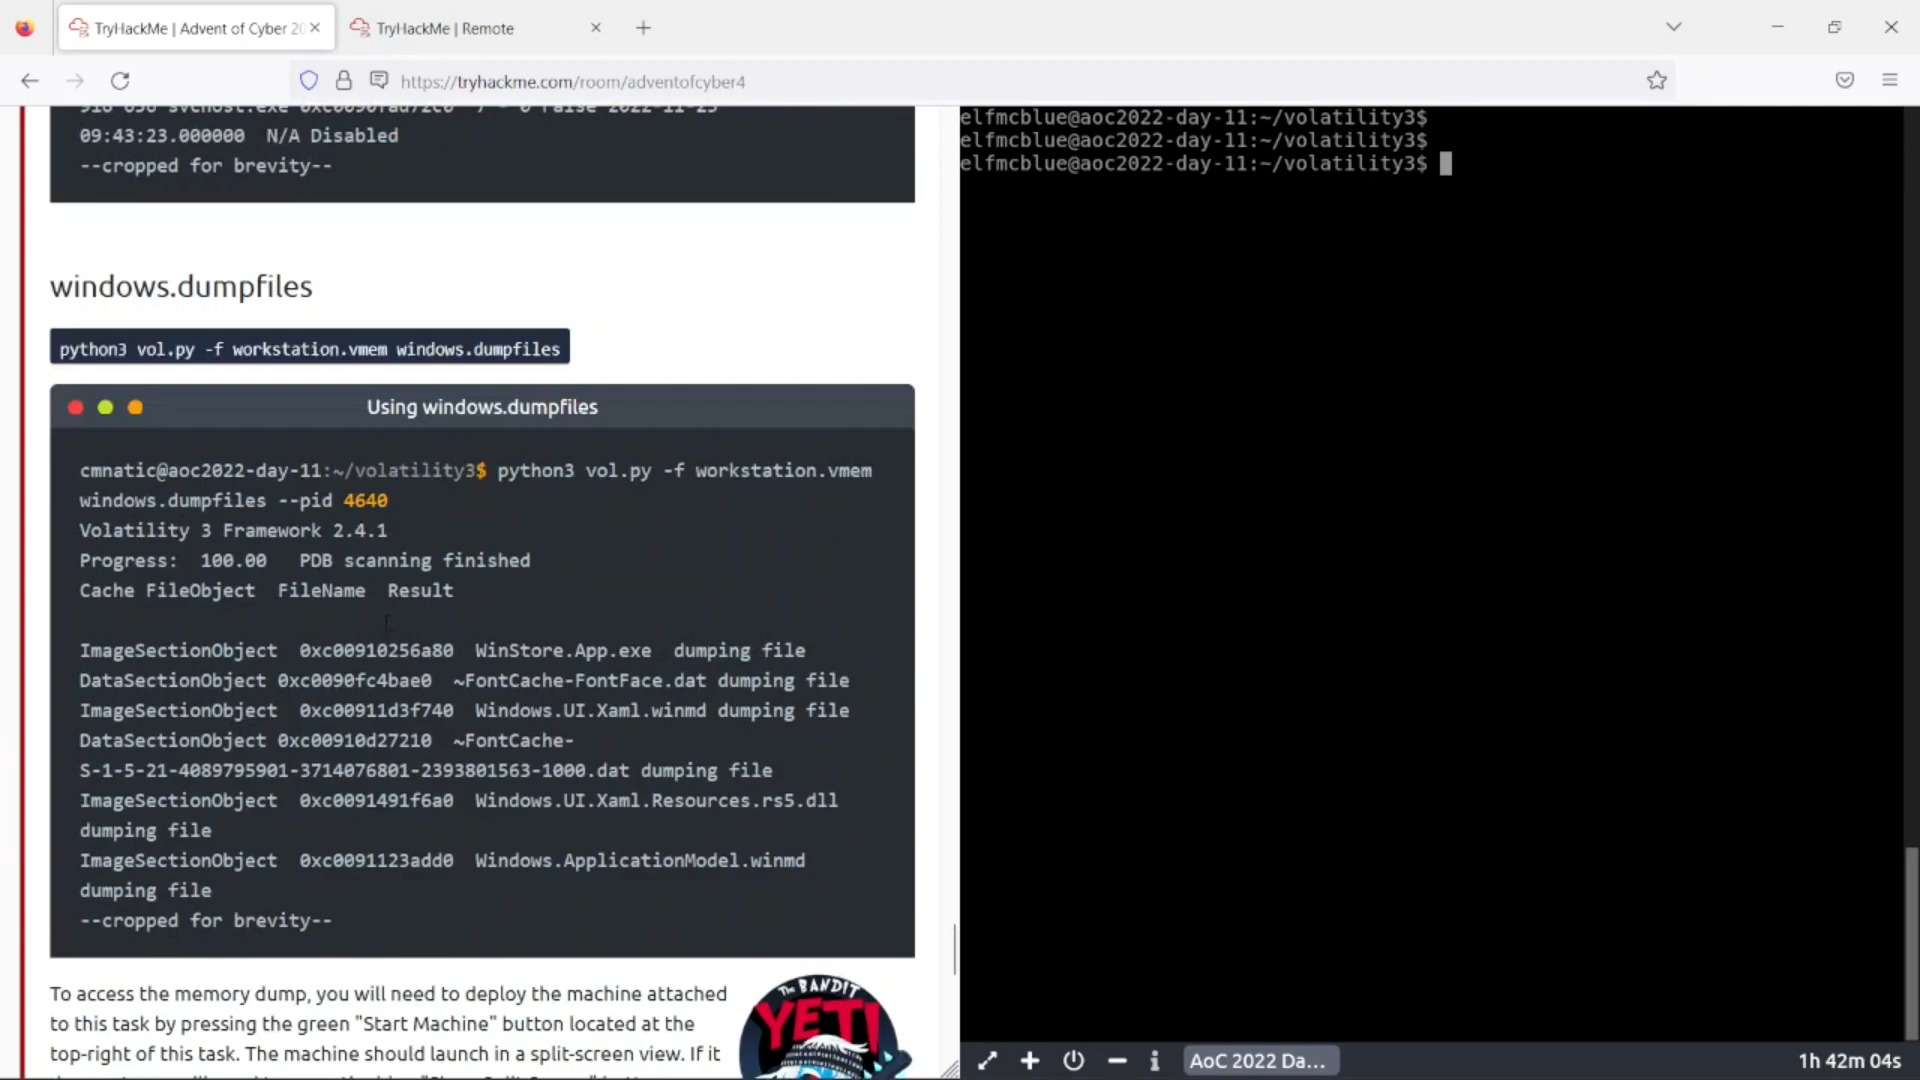 TryHackMe | Advent of Cyber 20
TryHackMe | Remote
https://tryhackme.com/room/adventofcyber4
09:43:23.000000 N/A Disabled
--cropped for brevity--
windows.dumpfiles
python3 vol.py -f workstation.vmem windows.dumpfiles
Using windows.dumpfiles
cmnatic@aoc2022-day-11:~/volatility3$ python3 vol.py -f workstation.vmem
windows.dumpfiles --pid 4640
Volatility 3 Framework 2.4.1
Progress: 100.00 PDB scanning finished
Cache FileObject FileName Result
ImageSectionObject 0xc00910256a80 WinStore.App.exe dumping file
DataSectionObject 0xc0090fc4bae0 ~FontCache-FontFace.dat dumping file
ImageSectionObject 0xc00911d3f740 Windows.UI.Xaml.winmd dumping file
DataSectionObject 0xc00910d27210 ~FontCache-
S-1-5-21-4089795901-3714076801-2393801563-1000.dat dumping file
ImageSectionObject 0xc0091491f6a0 Windows.UI.Xaml.Resources.rs5.dll
dumping file
ImageSectionObject 0xc0091123add0 Windows.ApplicationModel.winmd
dumping file
--cropped for brevity--
To access the memory dump, you will need to deploy the machine attached
to this task by pressing the green "Start Machine" button located at the
top-right of this task. The machine should launch in a split-screen view. If it
The BANDIT
YETI
elfmcblue@aoc2022-day-11:~/volatility3$
elfmcblue@aoc2022-day-11:~/volatility3$
elfmcblue@aoc2022-day-11:~/volatility3$
AoC 2022 Da...
1h 42m 04s